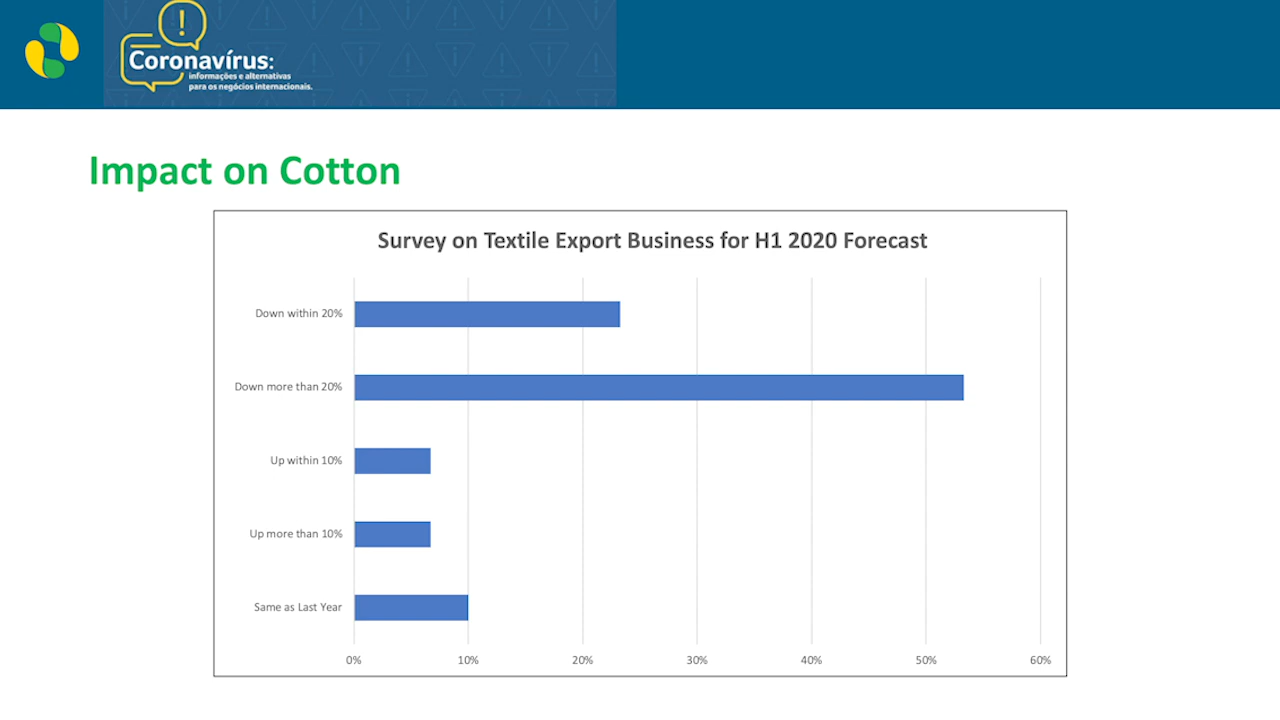 !
Coronavírus:
informações e alternativas
para os negócios internacionais.
Impact on Cotton
Survey on Textile Export Business for H1 2020 Forecast
Down within 20%
Down more than 20%
Up within 10%
Up more than 10%
Same as Last Year
0% 10% 20% 30% 40% 50% 60%